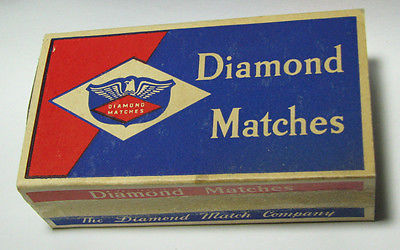 DIAMOND
MATCHES
Diamond
Matches
Diamond Matches
The Diamond Match Company